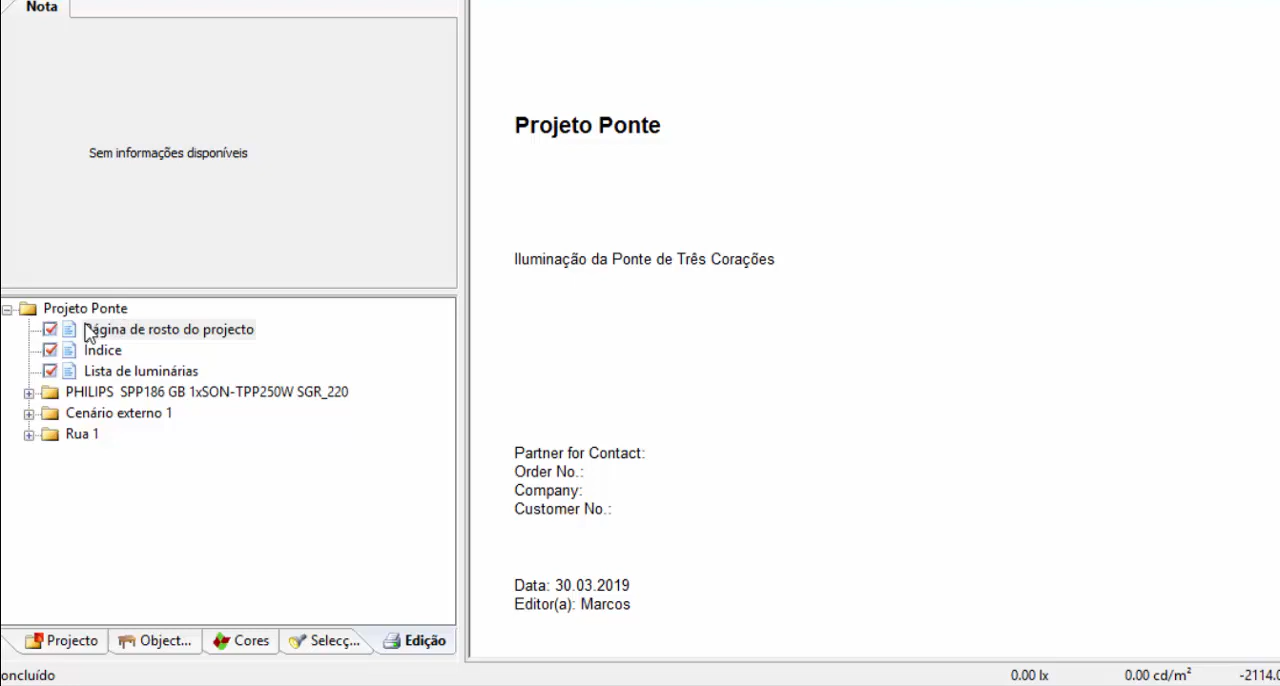 Nota
Sem informações disponíveis
Projeto Ponte
Página de rosto do projecto
Índice
Lista de luminárias
PHILIPS SPP186 GB 1xSON-TPP250W SGR_220
Cenário externo 1
Rua 1
Projecto
Object...
Cores
Selecç...
Edição
Projeto Ponte
Iluminação da Ponte de Três Corações
Partner for Contact:
Order No.:
Company:
Customer No.:
Data: 30.03.2019
Editor(a): Marcos
oncluído
0.00 lx
0.00 cd/m²
-2114.0